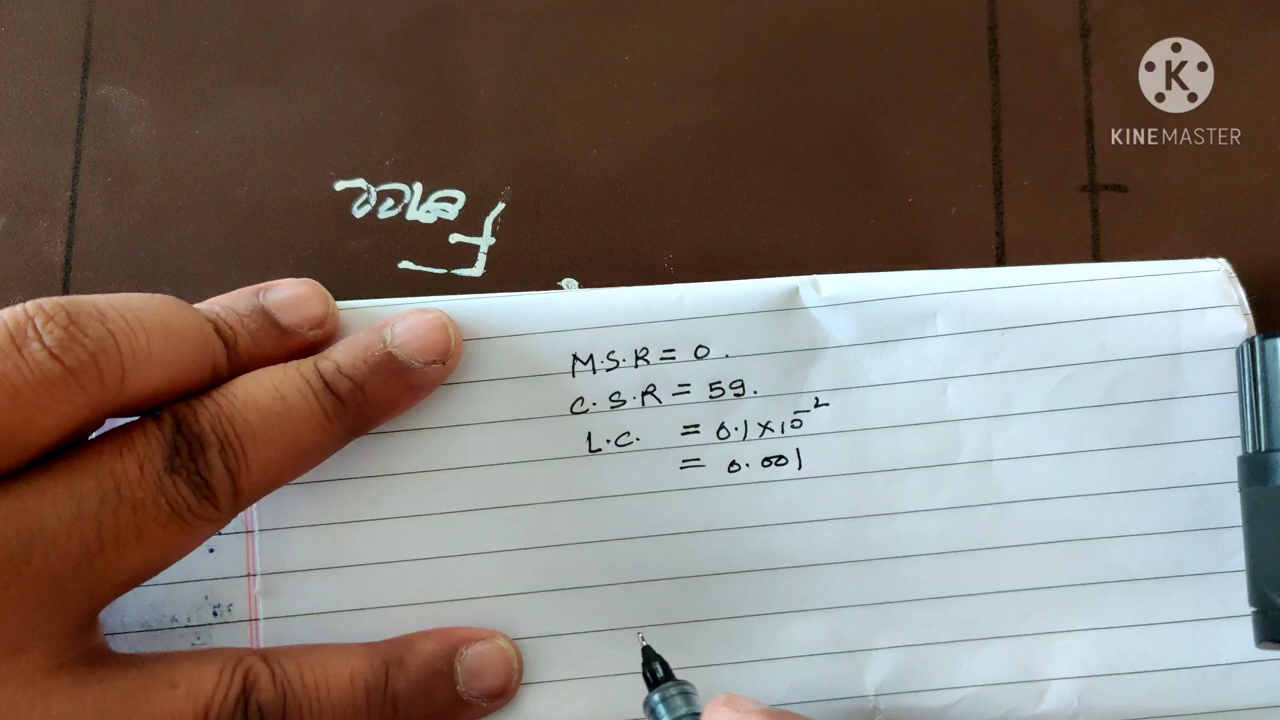 KINEMASTER
M.S.R = 0.
C.S.R = 59.
L.C. = 0.1 × 10⁻²
= 0.001